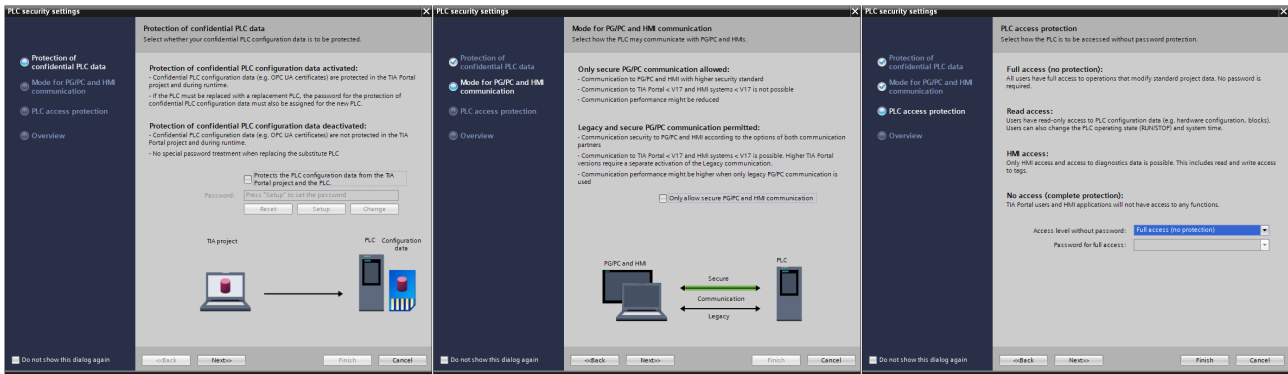 PLC security settings
Protection of
confidential PLC data
Mode for PG/PC and HMI
communication
PLC access protection
Overview
Do not show this dialog again
Protection of confidential PLC data
Select whether your confidential PLC configuration data is to be protected.
Protection of confidential PLC configuration data activated:
- Confidential PLC configuration data (e.g. OPC UA certificates) are protected in the TIA Portal
project and during runtime.
- If the PLC must be replaced with a replacement PLC, the password for the protection of
confidential PLC configuration data must also be assigned for the new PLC.
Protection of confidential PLC configuration data deactivated:
- Confidential PLC configuration data (e.g. OPC UA certificates) are not protected in the TIA
Portal project and during runtime.
- No special password treatment when replacing the substitute PLC
Protects the PLC configuration data from the TIA
Portal project and the PLC.
Password: Press "Setup" to set the password
Reset Setup Change
TIA project PLC Configuration
data
<<Back Next>> Finish Cancel
PLC security settings
Protection of
confidential PLC data
Mode for PG/PC and HMI
communication
PLC access protection
Overview
Do not show this dialog again
Mode for PG/PC and HMI communication
Select how the PLC may communicate with PG/PC and HMIs.
Only secure PG/PC communication allowed:
- Communication to PG/PC and HMI with higher security standard
- Communication to TIA Portal < V17 and HMI systems < V17 is not possible
- Communication performance might be reduced
Legacy and secure PG/PC communication permitted:
- Communication security to PG/PC and HMI according to the options of both communication
partners
- Communication to TIA Portal < V17 and HMI systems < V17 is possible. Higher TIA Portal
versions require a separate activation of the Legacy communication.
- Communication performance might be higher when only legacy PG/PC communication is
used
Only allow secure PG/PC and HMI communication
PG/PC and HMI PLC
Secure
Communication
Legacy
<<Back Next>> Finish Cancel
PLC security settings
Protection of
confidential PLC data
Mode for PG/PC and HMI
communication
PLC access protection
Overview
Do not show this dialog again
PLC access protection
Select how the PLC is to be accessed without password protection.
Full access (no protection):
All users have full access to operations that modify standard project data. No password is
required.
Read access:
Users have read-only access to PLC configuration data (e.g. hardware configuration, blocks).
Users can also change the PLC operating state (RUN/STOP) and system time.
HMI access:
Only HMI access and access to diagnostics data is possible. This includes read and write access
to tags.
No access (complete protection):
TIA Portal users and HMI applications will not have access to any functions.
Access level without password: Full access (no protection)
Password for full access:
<<Back Next>> Finish Cancel